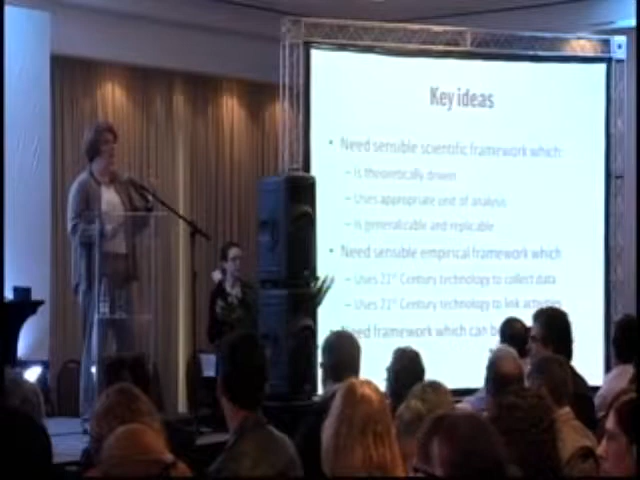 Key ideas
• Need sensible scientific framework which:
– Is theoretically driven
– Uses appropriate unit of analysis
– Is generalizable and replicable
• Need sensible empirical framework which
– Uses 21st Century technology to collect data
– Uses 21st Century technology to link activities
Need framework which can be